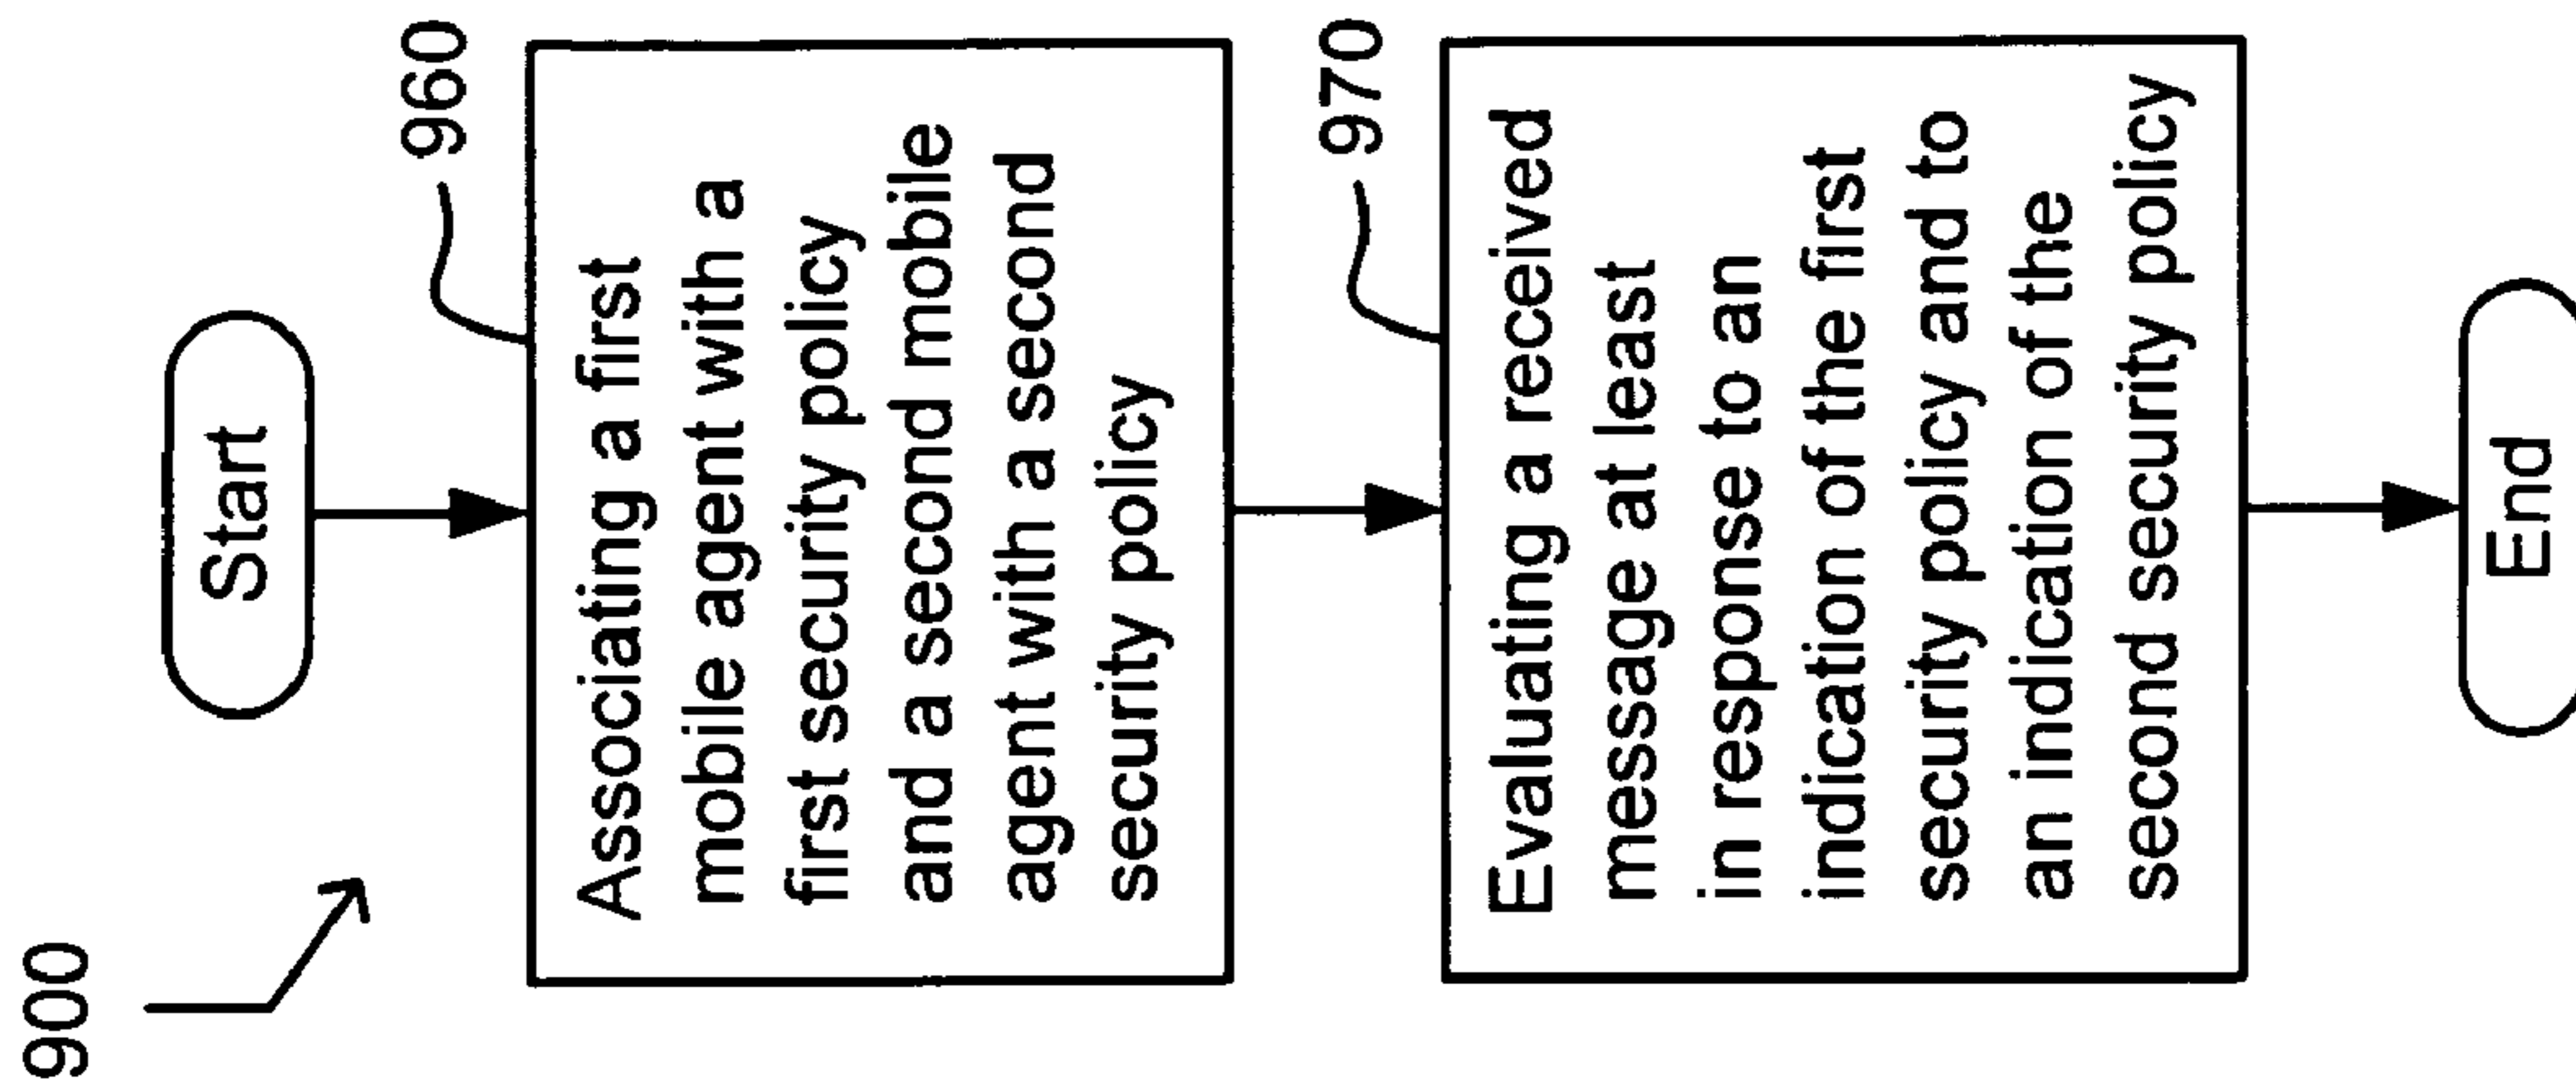 900
Start
960
Associating a first
mobile agent with a
first security policy
and a second mobile
agent with a second
security policy
970
Evaluating a received
message at least
in response to an
indication of the first
security policy and to
an indication of the
second security policy
End